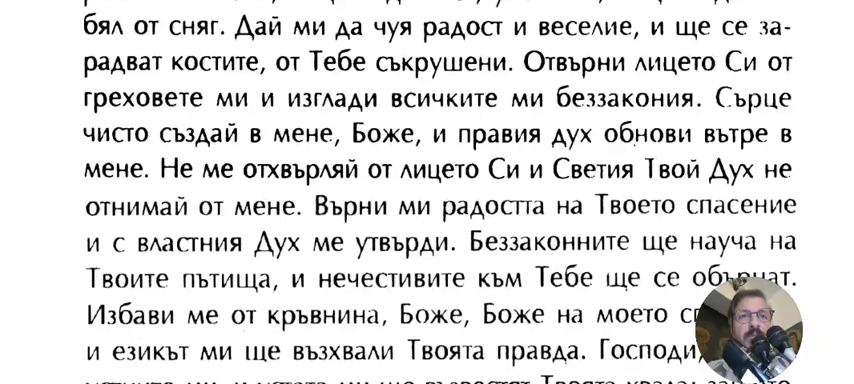 бял от сняг. Дай ми да чуя радост и веселие, и ще се за-
радват костите, от Тебе съкрушени. Отвърни лицето Си от
греховете ми и изглади всичките ми беззакония. Сърце
чисто създай в мене, Боже, и правия дух обнови вътре в
мене. Не ме отхвърляй от лицето Си и Светия Твой Дух не
отнимай от мене. Върни ми радостта на Твоето спасение
и с властния Дух ме утвърди. Беззаконните ще науча на
Твоите пътища, и нечестивите към Тебе ще се обърнат.
Избави ме от кръвнина, Боже, Боже на моето
и езикът ми ще възхвали Твоята правда. Господи,